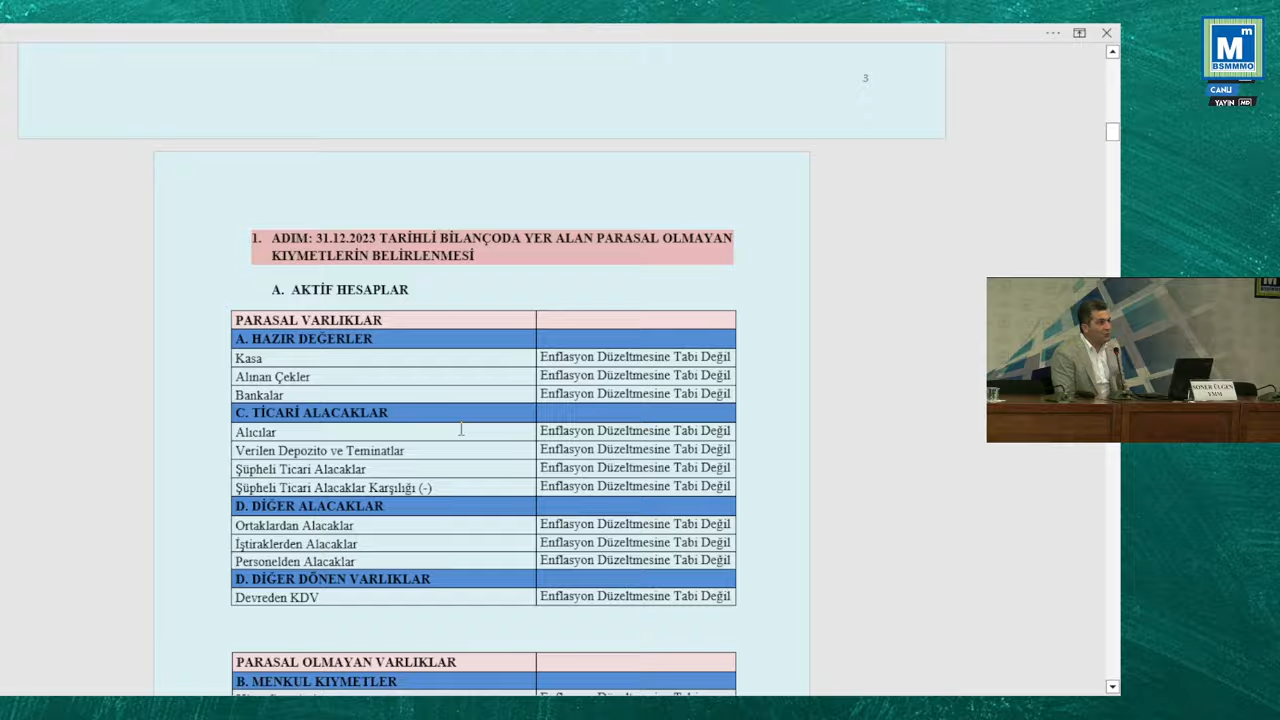 3
1. ADIM: 31.12.2023 TARİHLİ BİLANÇODA YER ALAN PARASAL OLMAYAN
KIYMETLERİN BELİRLENMESİ
A. AKTİF HESAPLAR
PARASAL VARLIKLAR
A. HAZIR DEĞERLER
Kasa Enflasyon Düzeltmesine Tabi Değil
Alınan Çekler Enflasyon Düzeltmesine Tabi Değil
Bankalar Enflasyon Düzeltmesine Tabi Değil
C. TİCARİ ALACAKLAR
Alıcılar Enflasyon Düzeltmesine Tabi Değil
Verilen Depozito ve Teminatlar Enflasyon Düzeltmesine Tabi Değil
Şüpheli Ticari Alacaklar Enflasyon Düzeltmesine Tabi Değil
Şüpheli Ticari Alacaklar Karşılığı (-) Enflasyon Düzeltmesine Tabi Değil
D. DİĞER ALACAKLAR
Ortaklardan Alacaklar Enflasyon Düzeltmesine Tabi Değil
İştiraklerden Alacaklar Enflasyon Düzeltmesine Tabi Değil
Personelden Alacaklar Enflasyon Düzeltmesine Tabi Değil
D. DİĞER DÖNEN VARLIKLAR
Devreden KDV Enflasyon Düzeltmesine Tabi Değil
PARASAL OLMAYAN VARLIKLAR
B. MENKUL KIYMETLER
M m
BSMMMO
CANLI
YAYIN HD
SONER ÜLGEN
YMM